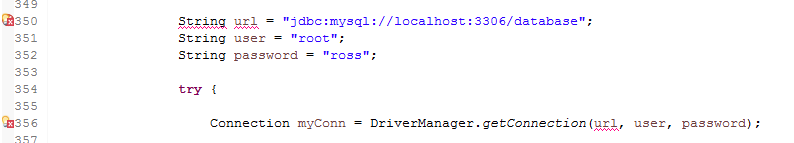 349
350 String url = "jdbc:mysql://localhost:3306/database";
351 String user = "root";
352 String password = "ross";
353
354 try {
355
356 Connection myConn = DriverManager.getConnection(url, user, password);
357